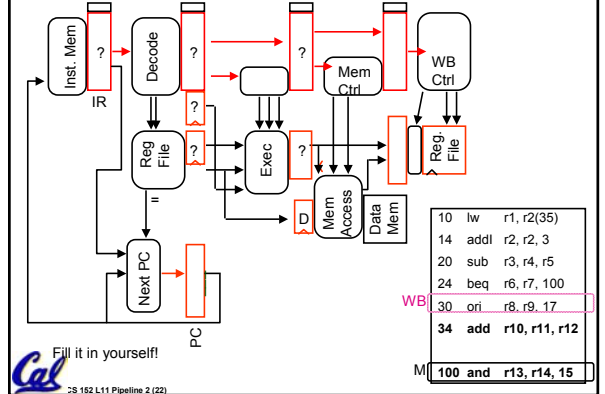 Inst. Mem
?
IR
Decode
?
?
?
Reg
File
=
Next PC
PC
Exec
?
?
Mem
Ctrl
D
Mem
Access
Data
Mem
WB
Ctrl
Reg.
File
10 lw r1, r2(35)
14 addI r2, r2, 3
20 sub r3, r4, r5
24 beq r6, r7, 100
WB 30 ori r8, r9, 17
34 add r10, r11, r12
M 100 and r13, r14, 15
Fill it in yourself!
Cal
CS 152 L11 Pipeline 2 (22)